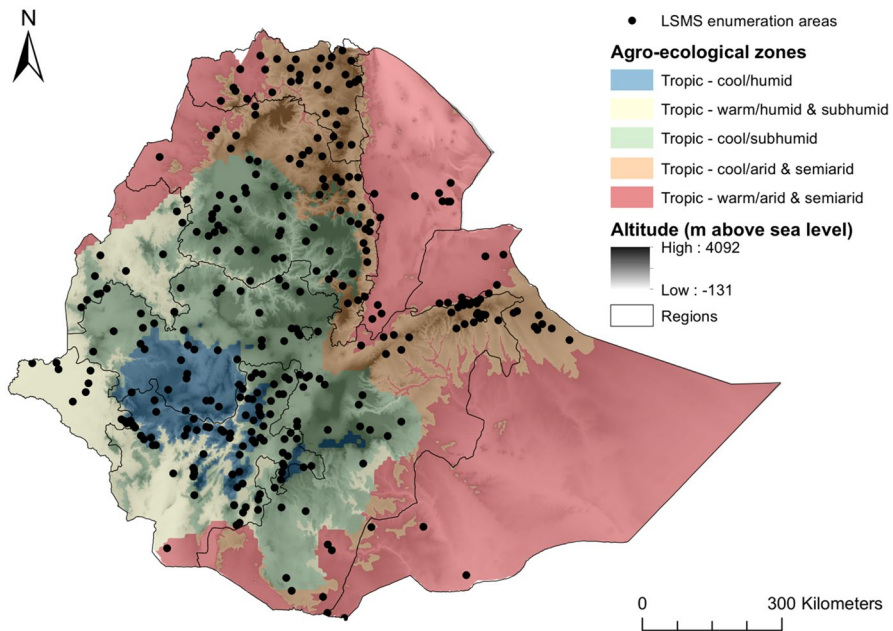 N
LSMS enumeration areas
Agro-ecological zones
Tropic - cool/humid
Tropic - warm/humid & subhumid
Tropic - cool/subhumid
Tropic - cool/arid & semiarid
Tropic - warm/arid & semiarid
Altitude (m above sea level)
High : 4092
Low : -131
Regions
0 300 Kilometers